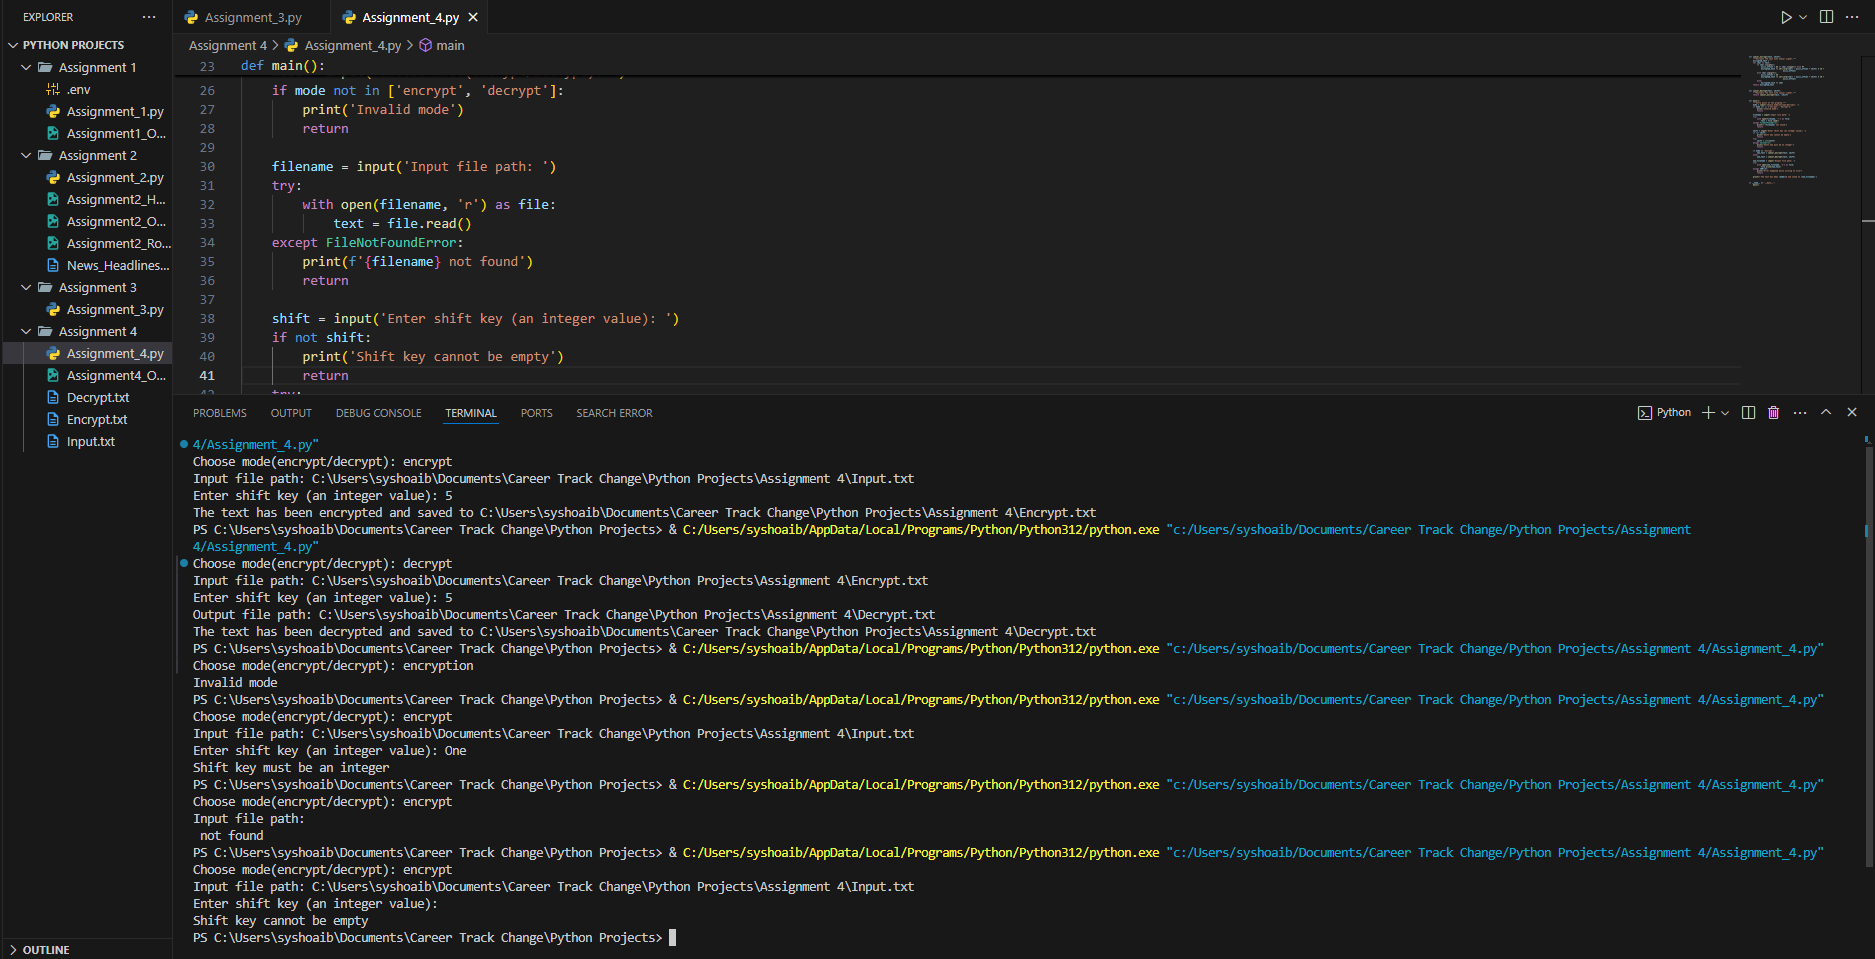 EXPLORER
PYTHON PROJECTS
Assignment 1
.env
Assignment_1.py
Assignment1_O...
Assignment 2
Assignment_2.py
Assignment2_H...
Assignment2_O...
Assignment2_Ro...
News_Headlines...
Assignment 3
Assignment_3.py
Assignment 4
Assignment_4.py
Assignment4_O...
Decrypt.txt
Encrypt.txt
Input.txt
OUTLINE
Assignment_3.py
Assignment_4.py
Assignment 4 > Assignment_4.py > main
23 def main():
26 if mode not in ['encrypt', 'decrypt']:
27 print('Invalid mode')
28 return
29
30 filename = input('Input file path: ')
31 try:
32 with open(filename, 'r') as file:
33 text = file.read()
34 except FileNotFoundError:
35 print(f'{filename} not found')
36 return
37
38 shift = input('Enter shift key (an integer value): ')
39 if not shift:
40 print('Shift key cannot be empty')
41 return
42 try:
PROBLEMS OUTPUT DEBUG CONSOLE TERMINAL PORTS SEARCH ERROR
Python
4/Assignment_4.py"
Choose mode(encrypt/decrypt): encrypt
Input file path: C:\Users\syshoaib\Documents\Career Track Change\Python Projects\Assignment 4\Input.txt
Enter shift key (an integer value): 5
The text has been encrypted and saved to C:\Users\syshoaib\Documents\Career Track Change\Python Projects\Assignment 4\Encrypt.txt
PS C:\Users\syshoaib\Documents\Career Track Change\Python Projects> & C:/Users/syshoaib/AppData/Local/Programs/Python/Python312/python.exe "c:/Users/syshoaib/Documents/Career Track Change/Python Projects/Assignment
4/Assignment_4.py"
Choose mode(encrypt/decrypt): decrypt
Input file path: C:\Users\syshoaib\Documents\Career Track Change\Python Projects\Assignment 4\Encrypt.txt
Enter shift key (an integer value): 5
Output file path: C:\Users\syshoaib\Documents\Career Track Change\Python Projects\Assignment 4\Decrypt.txt
The text has been decrypted and saved to C:\Users\syshoaib\Documents\Career Track Change\Python Projects\Assignment 4\Decrypt.txt
PS C:\Users\syshoaib\Documents\Career Track Change\Python Projects> & C:/Users/syshoaib/AppData/Local/Programs/Python/Python312/python.exe "c:/Users/syshoaib/Documents/Career Track Change/Python Projects/Assignment 4/Assignment_4.py"
Choose mode(encrypt/decrypt): encryption
Invalid mode
PS C:\Users\syshoaib\Documents\Career Track Change\Python Projects> & C:/Users/syshoaib/AppData/Local/Programs/Python/Python312/python.exe "c:/Users/syshoaib/Documents/Career Track Change/Python Projects/Assignment 4/Assignment_4.py"
Choose mode(encrypt/decrypt): encrypt
Input file path: C:\Users\syshoaib\Documents\Career Track Change\Python Projects\Assignment 4\Input.txt
Enter shift key (an integer value): One
Shift key must be an integer
PS C:\Users\syshoaib\Documents\Career Track Change\Python Projects> & C:/Users/syshoaib/AppData/Local/Programs/Python/Python312/python.exe "c:/Users/syshoaib/Documents/Career Track Change/Python Projects/Assignment 4/Assignment_4.py"
Choose mode(encrypt/decrypt): encrypt
Input file path:
not found
PS C:\Users\syshoaib\Documents\Career Track Change\Python Projects> & C:/Users/syshoaib/AppData/Local/Programs/Python/Python312/python.exe "c:/Users/syshoaib/Documents/Career Track Change/Python Projects/Assignment 4/Assignment_4.py"
Choose mode(encrypt/decrypt): encrypt
Input file path: C:\Users\syshoaib\Documents\Career Track Change\Python Projects\Assignment 4\Input.txt
Enter shift key (an integer value):
Shift key cannot be empty
PS C:\Users\syshoaib\Documents\Career Track Change\Python Projects>